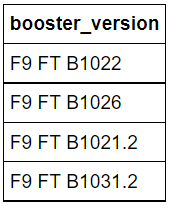 booster_version
F9 FT B1022
F9 FT B1026
F9 FT B1021.2
F9 FT B1031.2